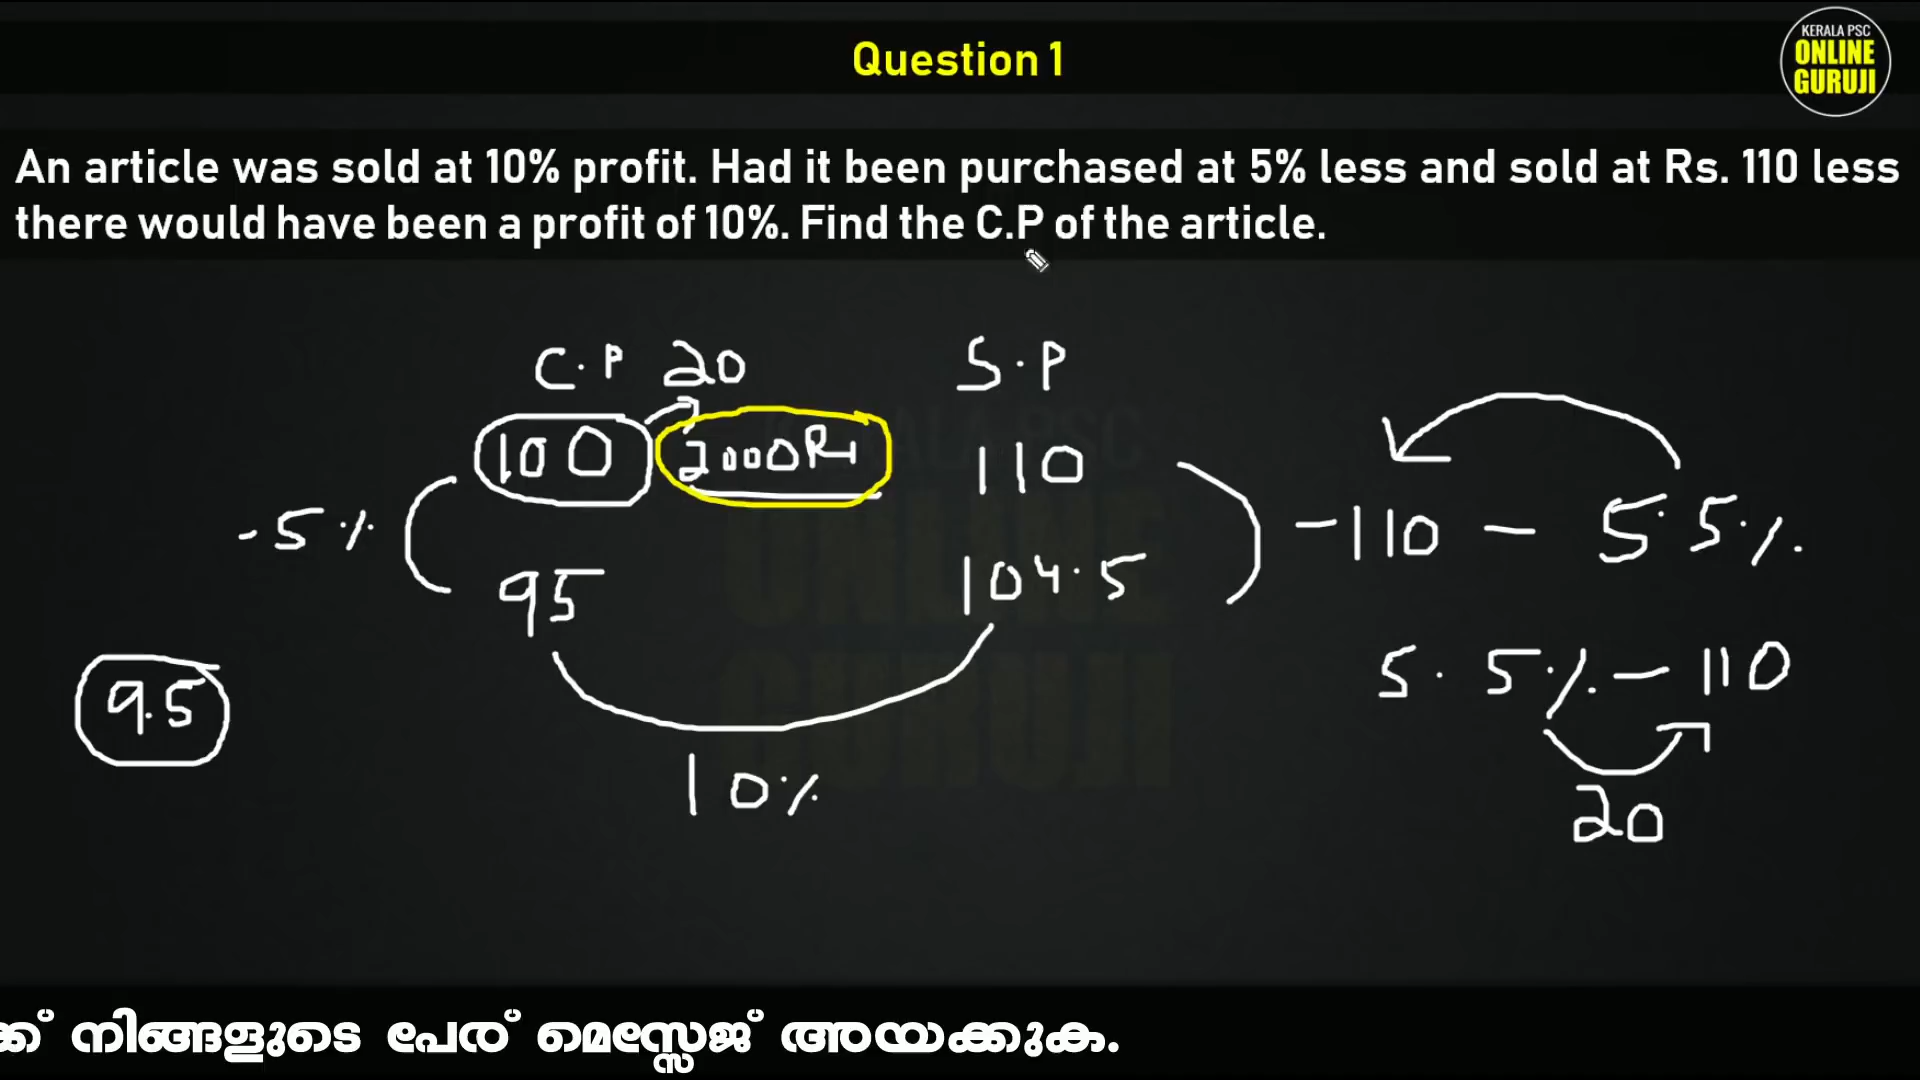 Question 1
KERALA PSC
ONLINE
GURUJI
An article was sold at 10% profit. Had it been purchased at 5% less and sold at Rs. 110 less
there would have been a profit of 10%. Find the C.P of the article.
C.P 20 S.P
100 2000R 110
-5% -110 - 5.5%
95 104.5
9.5 5.5% - 110
10% 20
ക്ക് നിങ്ങളുടെ പേര് മെസ്സേജ് അയക്കുക.